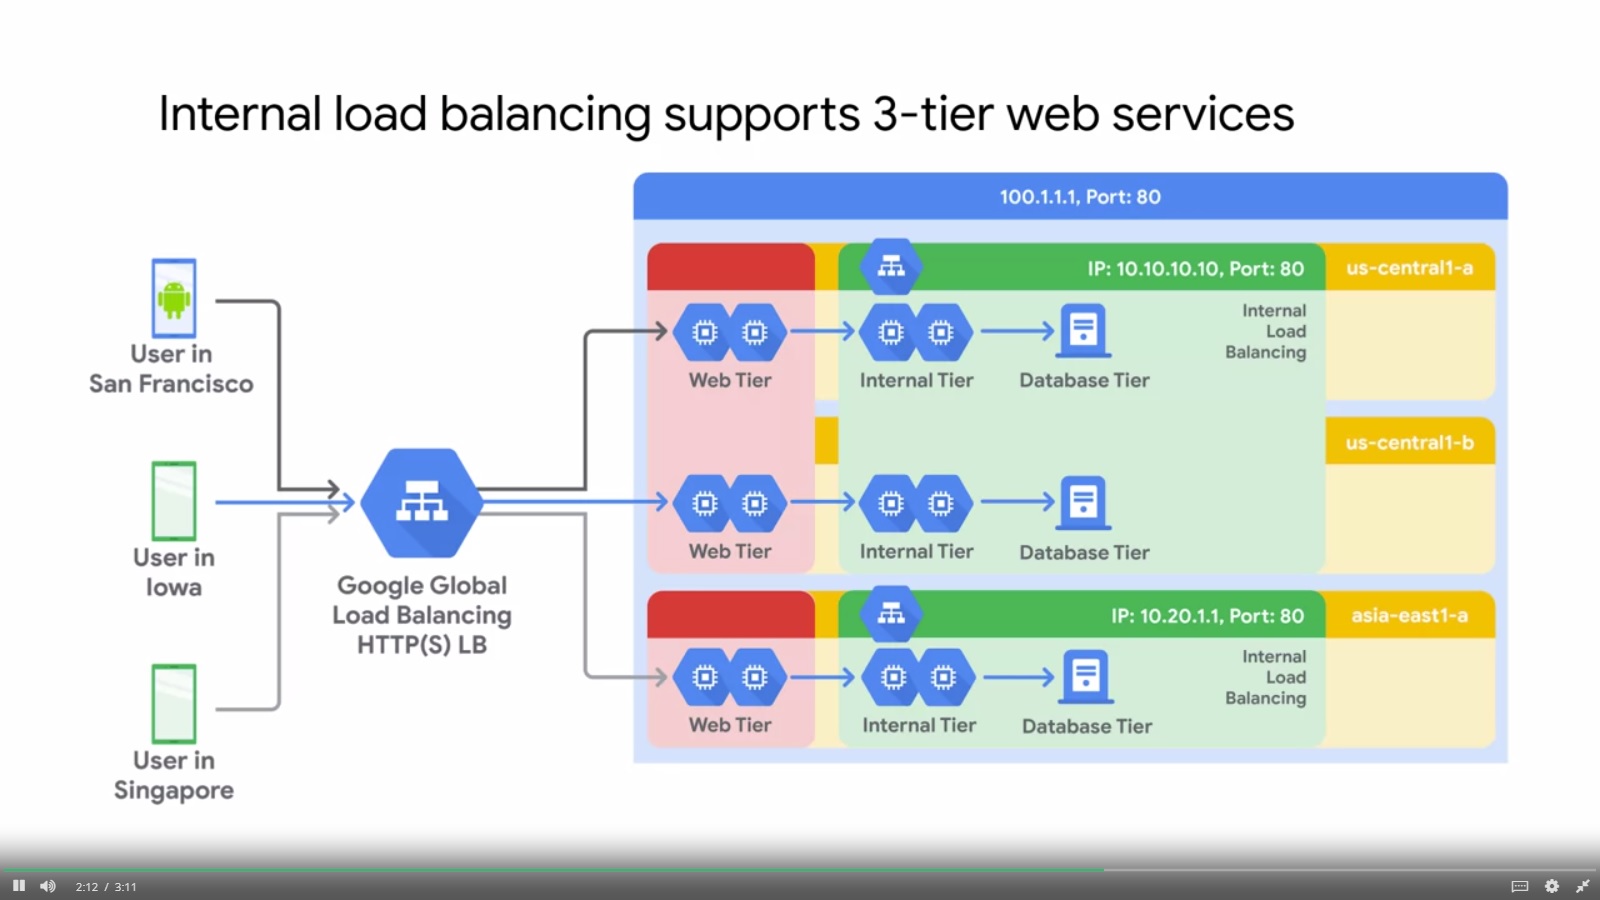 Internal load balancing supports 3-tier web services
100.1.1.1, Port: 80
IP: 10.10.10.10, Port: 80
us-central1-a
Internal
Load
Balancing
Web Tier
Internal Tier
Database Tier
User in
San Francisco
us-central1-b
Web Tier
Internal Tier
Database Tier
User in
Iowa
Google Global
Load Balancing
HTTP(S) LB
IP: 10.20.1.1, Port: 80
asia-east1-a
Internal
Load
Balancing
Web Tier
Internal Tier
Database Tier
User in
Singapore
2:12 / 3:11